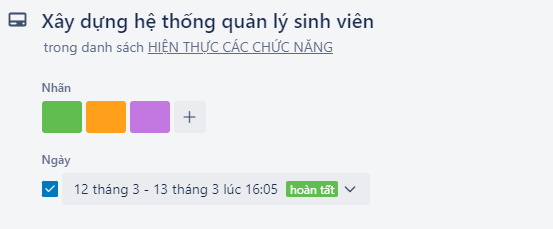 Xây dựng hệ thống quản lý sinh viên
trong danh sách HIỆN THỰC CÁC CHỨC NĂNG
Nhãn
+
Ngày
12 tháng 3 - 13 tháng 3 lúc 16:05 hoàn tất